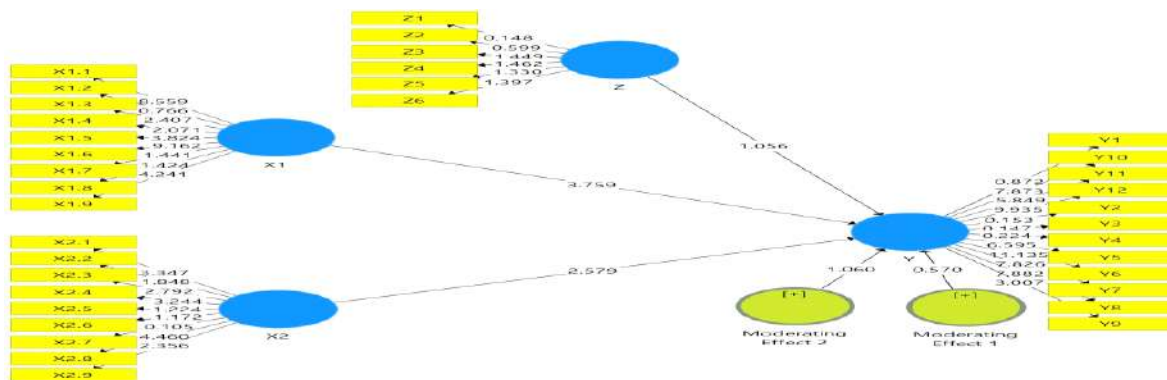 Z1
Z2
Z3
Z4
Z5
Z6
0.148
0.599
1.449
1.462
1.330
1.397
Z
X1.1
X1.2
X1.3
X1.4
X1.5
X1.6
X1.7
X1.8
X1.9
0.766
2.407
2.071
3.824
9.162
1.441
1.424
4.241
X1
X2.1
X2.2
X2.3
X2.4
X2.5
X2.6
X2.7
X2.8
X2.9
3.347
1.846
2.792
3.244
1.224
1.172
0.105
4.460
2.356
X2
1.056
3.759
2.579
Y
1.060
0.570
[+]
Moderating
Effect 2
[+]
Moderating
Effect 1
0.872
7.873
5.849
9.935
0.153
0.147
0.224
6.595
11.135
7.826
7.882
3.007
Y1
Y10
Y11
Y12
Y2
Y3
Y4
Y5
Y6
Y7
Y8
Y9